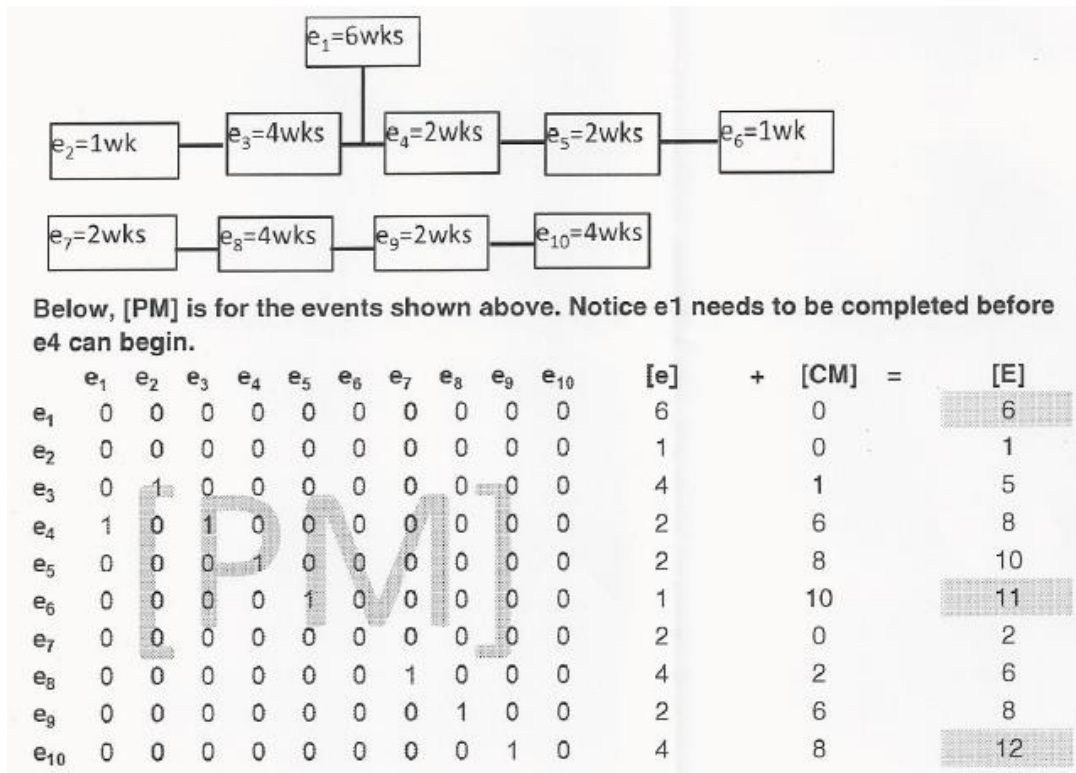 e₁=6wks
e₂=1wk e₃=4wks e₄=2wks e₅=2wks e₆=1wk
e₇=2wks e₈=4wks e₉=2wks e₁₀=4wks
Below, [PM] is for the events shown above. Notice e1 needs to be completed before
e4 can begin.
e₁ e₂ e₃ e₄ e₅ e₆ e₇ e₈ e₉ e₁₀ [e] + [CM] = [E]
e₁ 0 0 0 0 0 0 0 0 0 0 6 0 6
e₂ 0 0 0 0 0 0 0 0 0 0 1 0 1
e₃ 0 1 0 0 0 0 0 0 0 0 4 1 5
e₄ 1 0 1 0 0 0 0 0 0 0 2 6 8
e₅ 0 0 0 1 0 0 0 0 0 0 2 8 10
e₆ 0 0 0 0 1 0 0 0 0 0 1 10 11
e₇ 0 0 0 0 0 0 0 0 0 0 2 0 2
e₈ 0 0 0 0 0 0 1 0 0 0 4 2 6
e₉ 0 0 0 0 0 0 0 1 0 0 2 6 8
e₁₀ 0 0 0 0 0 0 0 0 1 0 4 8 12
[PM]